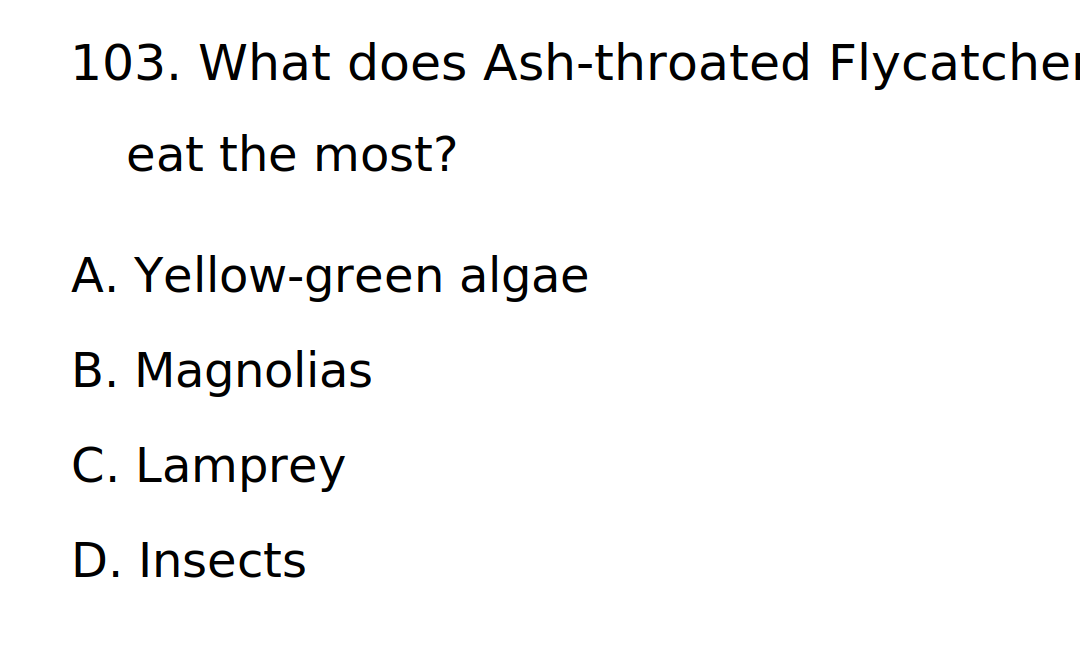 103. What does Ash-throated Flycatcher
eat the most?
A. Yellow-green algae
B. Magnolias
C. Lamprey
D. Insects